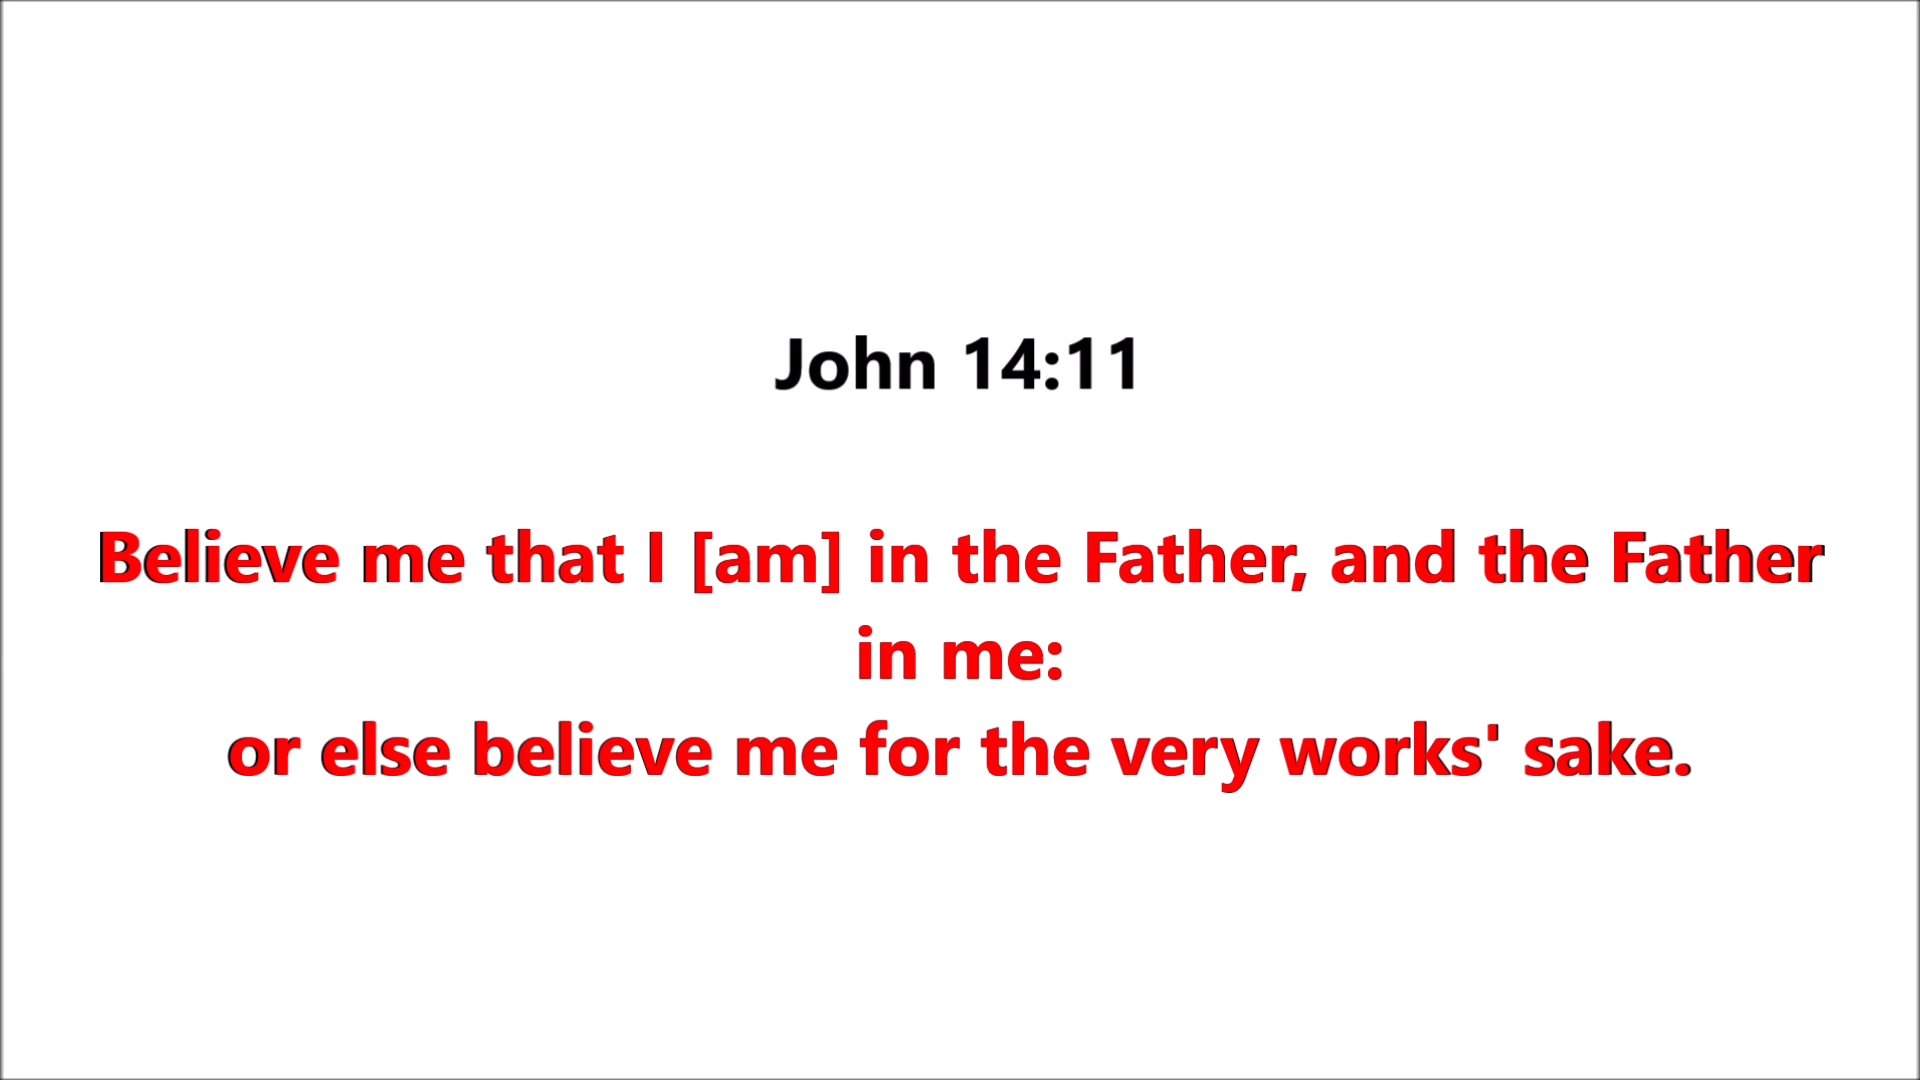 John 14:11
Believe me that I [am] in the Father, and the Father
in me:
or else believe me for the very works' sake.